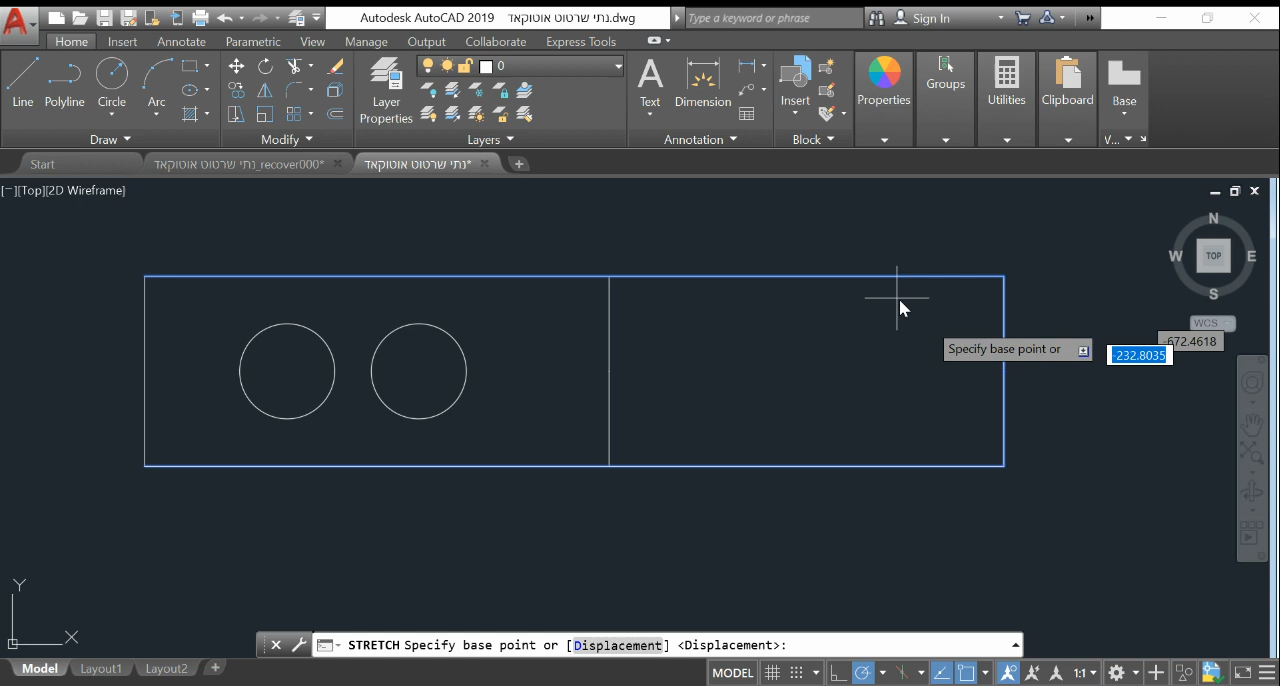 Autodesk AutoCAD 2019 נתי שרטוט אוטוקאד.dwg Type a keyword or phrase Sign In
Home Insert Annotate Parametric View Manage Output Collaborate Express Tools
0
Line Polyline Circle Arc Layer Properties Text Dimension Insert Properties Groups Utilities Clipboard Base
Draw Modify Layers Annotation Block V...
Start נתי שרטוט אוטוקאד_recover000* נתי שרטוט אוטוקאד*
[−][Top][2D Wireframe]
N
W TOP E
S
WCS
-672.4618
Specify base point or -232.8035
Y
X
STRETCH Specify base point or [Displacement] <Displacement>:
Model Layout1 Layout2
MODEL 1:1